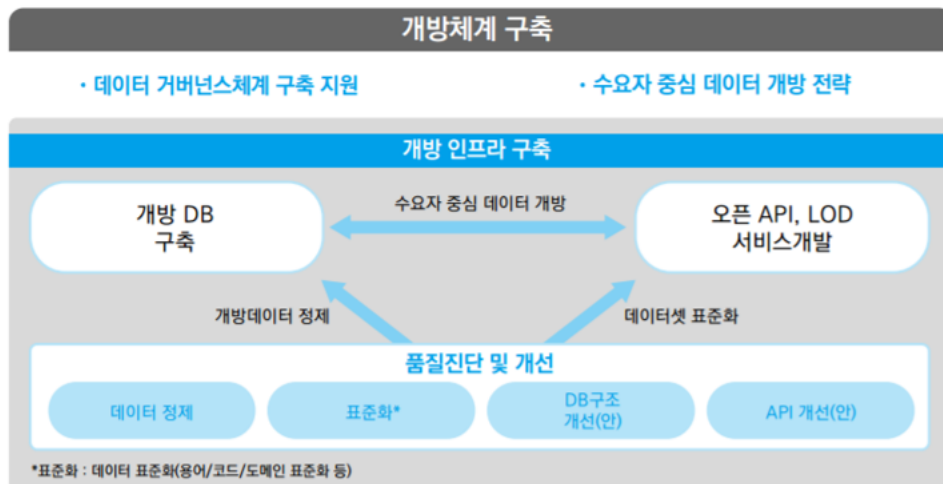 개방체계 구축
· 데이터 거버넌스체계 구축 지원
· 수요자 중심 데이터 개방 전략
개방 인프라 구축
개방 DB
구축
수요자 중심 데이터 개방
오픈 API, LOD
서비스개발
개방데이터 정제
데이터셋 표준화
품질진단 및 개선
데이터 정제
표준화*
DB구조
개선(안)
API 개선(안)
*표준화 : 데이터 표준화(용어/코드/도메인 표준화 등)